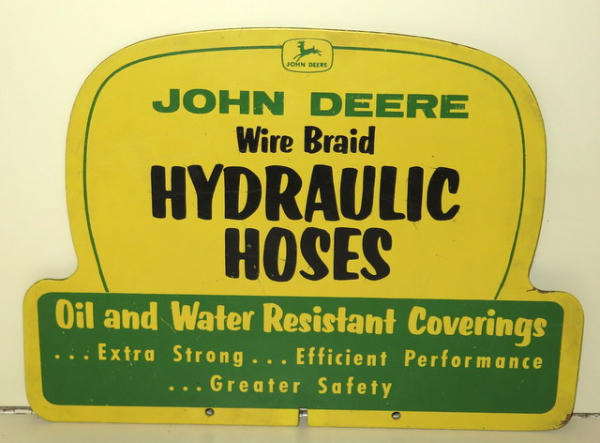 JOHN DEERE
JOHN DEERE
Wire Braid
HYDRAULIC
HOSES
Oil and Water Resistant Coverings
...Extra Strong...Efficient Performance
...Greater Safety